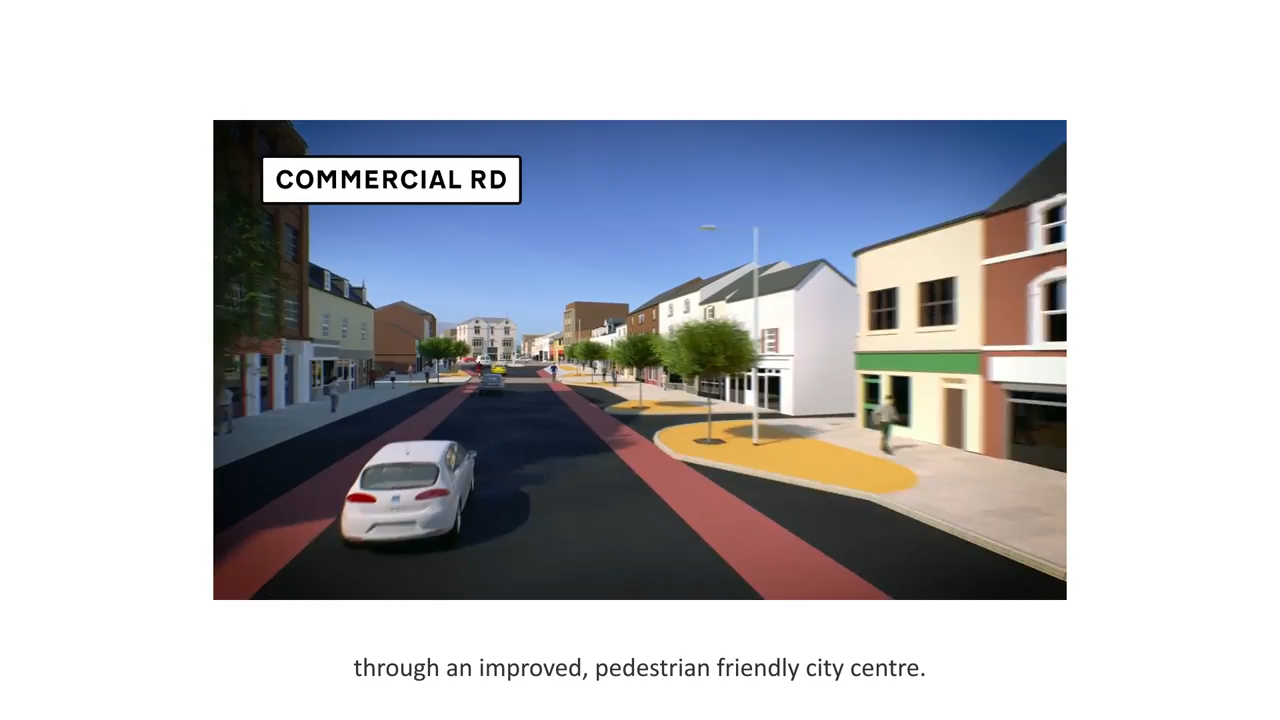 COMMERCIAL RD
through an improved, pedestrian friendly city centre.